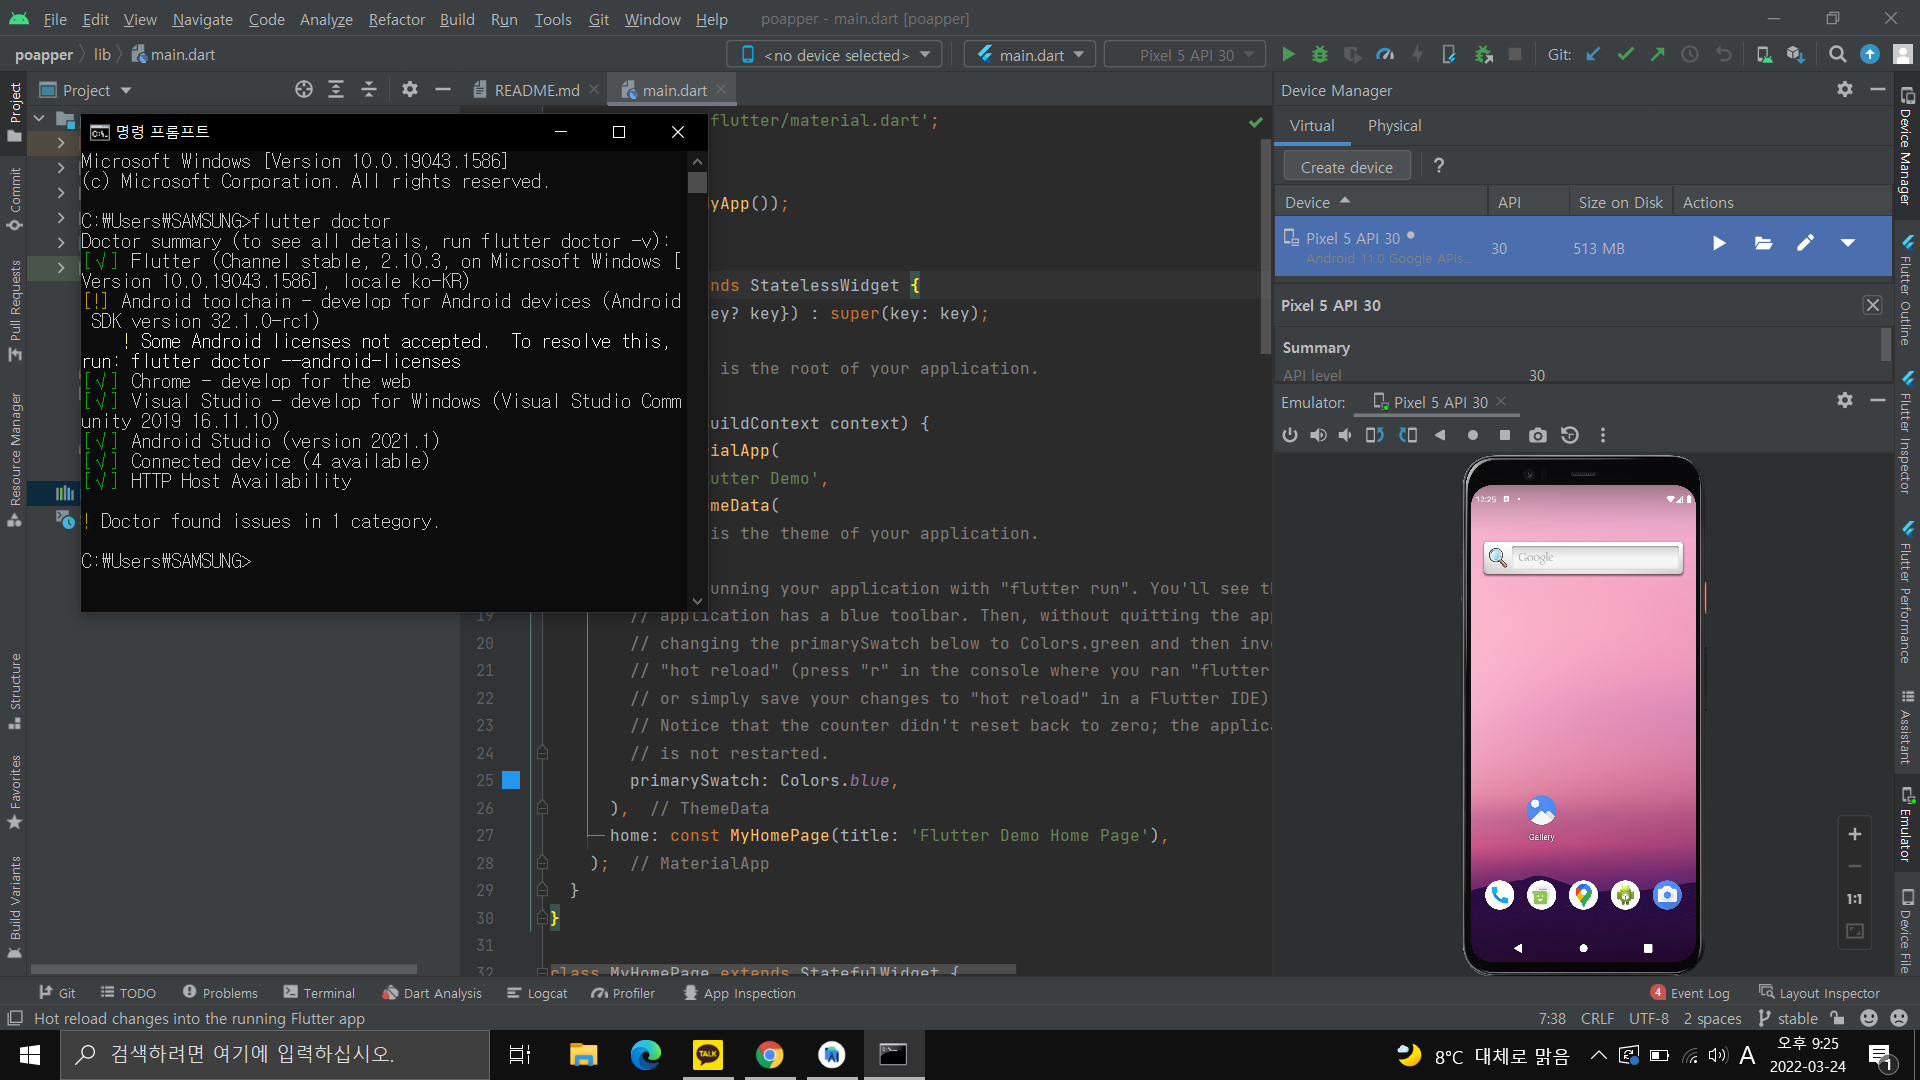 File Edit View Navigate Code Analyze Refactor Build Run Tools Git Window Help poapper - main.dart [poapper]
poapper lib main.dart <no device selected> main.dart Pixel 5 API 30 Git:
Project README.md main.dart
Device Manager
Virtual Physical
Create device ?
Device API Size on Disk Actions
Pixel 5 API 30 30 513 MB
Android 11.0 Google APIs...
Pixel 5 API 30
Summary
API level 30
Emulator: Pixel 5 API 30
명령 프롬프트
Microsoft Windows [Version 10.0.19043.1586]
(c) Microsoft Corporation. All rights reserved.
C:₩Users₩SAMSUNG>flutter doctor
Doctor summary (to see all details, run flutter doctor -v):
[√] Flutter (Channel stable, 2.10.3, on Microsoft Windows [
Version 10.0.19043.1586], locale ko-KR)
[!] Android toolchain - develop for Android devices (Android
SDK version 32.1.0-rc1)
! Some Android licenses not accepted.  To resolve this,
run: flutter doctor --android-licenses
[√] Chrome - develop for the web
[√] Visual Studio - develop for Windows (Visual Studio Comm
unity 2019 16.11.10)
[√] Android Studio (version 2021.1)
[√] Connected device (4 available)
[√] HTTP Host Availability
! Doctor found issues in 1 category.
C:₩Users₩SAMSUNG>
flutter/material.dart';
yApp());
nds StatelessWidget {
ey? key}) : super(key: key);
is the root of your application.
uildContext context) {
ialApp(
lutter Demo',
meData(
is the theme of your application.
unning your application with "flutter run". You'll see th
19 // application has a blue toolbar. Then, without quitting the app
20 // changing the primarySwatch below to Colors.green and then inv
21 // "hot reload" (press "r" in the console where you ran "flutter
22 // or simply save your changes to "hot reload" in a Flutter IDE)
23 // Notice that the counter didn't reset back to zero; the applica
24 // is not restarted.
25 primarySwatch: Colors.blue,
26 ), // ThemeData
27 home: const MyHomePage(title: 'Flutter Demo Home Page'),
28 ); // MaterialApp
29 }
30 }
31
32 class MyHomePage extends StatefulWidget {
12:25
Google
Gallery
1:1
Project
Commit
Pull Requests
Resource Manager
Structure
Favorites
Build Variants
Device Manager
Flutter Outline
Flutter Inspector
Flutter Performance
Assistant
Emulator
Device File
Git TODO Problems Terminal Dart Analysis Logcat Profiler App Inspection 4 Event Log Layout Inspector
Hot reload changes into the running Flutter app 7:38 CRLF UTF-8 2 spaces stable
검색하려면 여기에 입력하십시오.
TALK
8°C 대체로 맑음 A
오후 9:25
2022-03-24
1